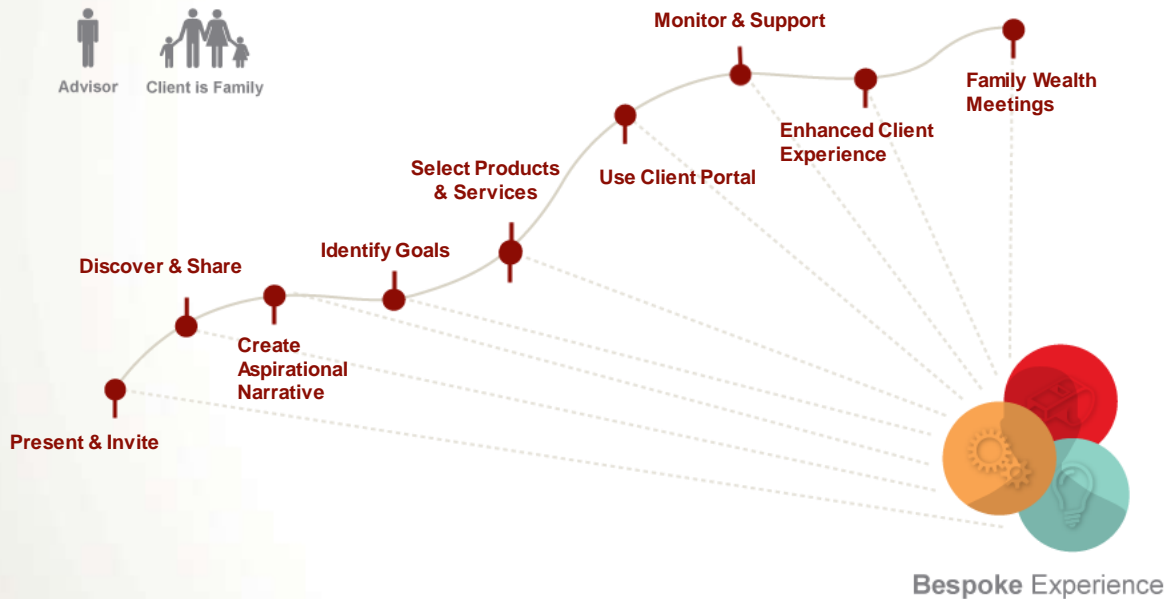 Advisor
Client is Family
Monitor & Support
Family Wealth
Meetings
Enhanced Client
Experience
Select Products
& Services
Use Client Portal
Identify Goals
Discover & Share
Create
Aspirational
Narrative
Present & Invite
Bespoke Experience